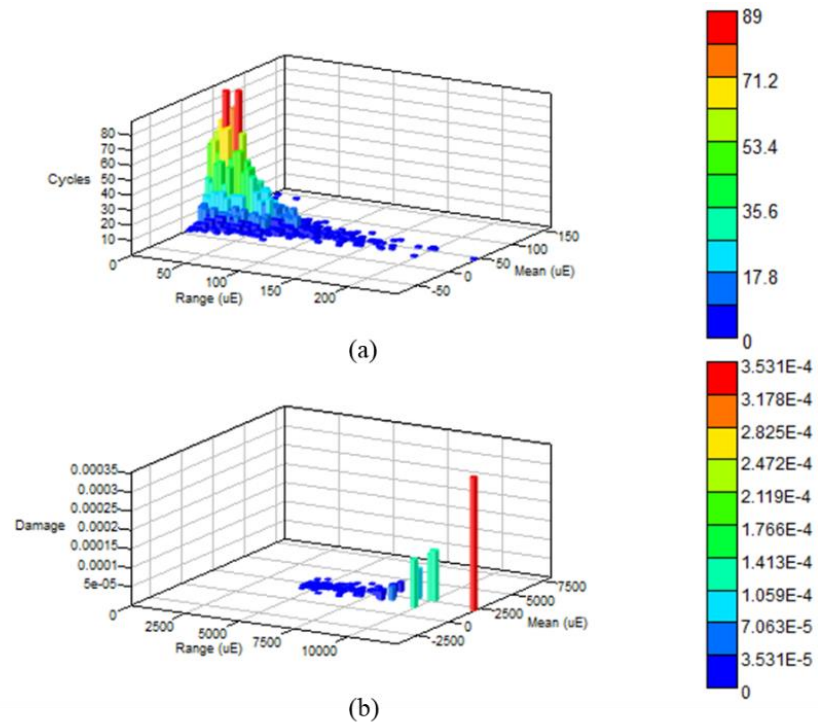 80
70
60
50
40
30
20
10
Cycles
0
50
100
150
200
Range (uE)
-50
0
50
100
150
Mean (uE)
89
71.2
53.4
35.6
17.8
0
(a)
0.00035
0.0003
0.00025
0.0002
0.00015
0.0001
5e-05
Damage
0
2500
5000
7500
10000
Range (uE)
-2500
0
2500
5000
7500
Mean (uE)
3.531E-4
3.178E-4
2.825E-4
2.472E-4
2.119E-4
1.766E-4
1.413E-4
1.059E-4
7.063E-5
3.531E-5
0
(b)